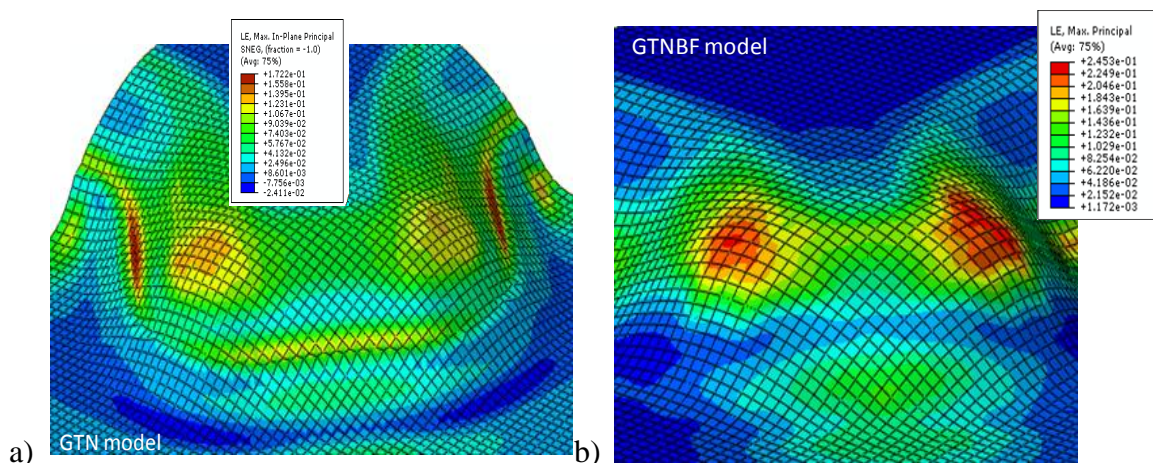 LE, Max. In-Plane Principal
SNEG, (fraction = -1.0)
(Avg: 75%)
+1.722e-01
+1.558e-01
+1.395e-01
+1.231e-01
+1.067e-01
+9.039e-02
+7.403e-02
+5.767e-02
+4.132e-02
+2.496e-02
+8.601e-03
-7.756e-03
-2.411e-02
GTN model
a)
GTNBF model
LE, Max. Principal
(Avg: 75%)
+2.453e-01
+2.249e-01
+2.046e-01
+1.843e-01
+1.639e-01
+1.436e-01
+1.232e-01
+1.029e-01
+8.254e-02
+6.220e-02
+4.186e-02
+2.152e-02
+1.172e-03
b)